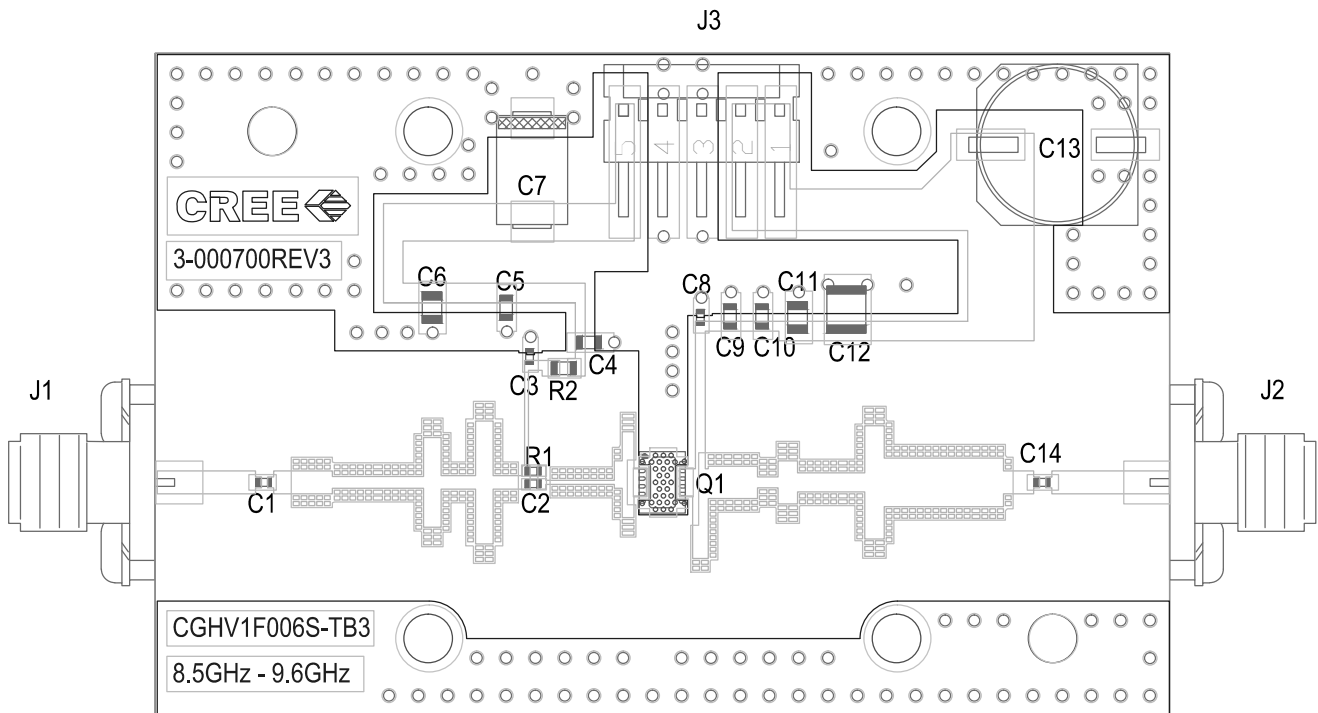 J3
5 4 3 2 1
C13
C7
CREE
3-000700REV3
C6 C5 C8 C11
C9 C10 C12
C3 C4
R2
J1 J2
R1 C14
C1 C2 Q1
CGHV1F006S-TB3
8.5GHz - 9.6GHz